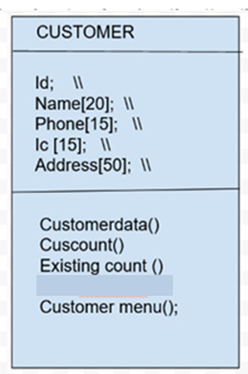 CUSTOMER
Id; \\
Name[20]; \\
Phone[15]; \\
Ic [15]; \\
Address[50]; \\
Customerdata()
Cuscount()
Existing count ()
Customer menu();